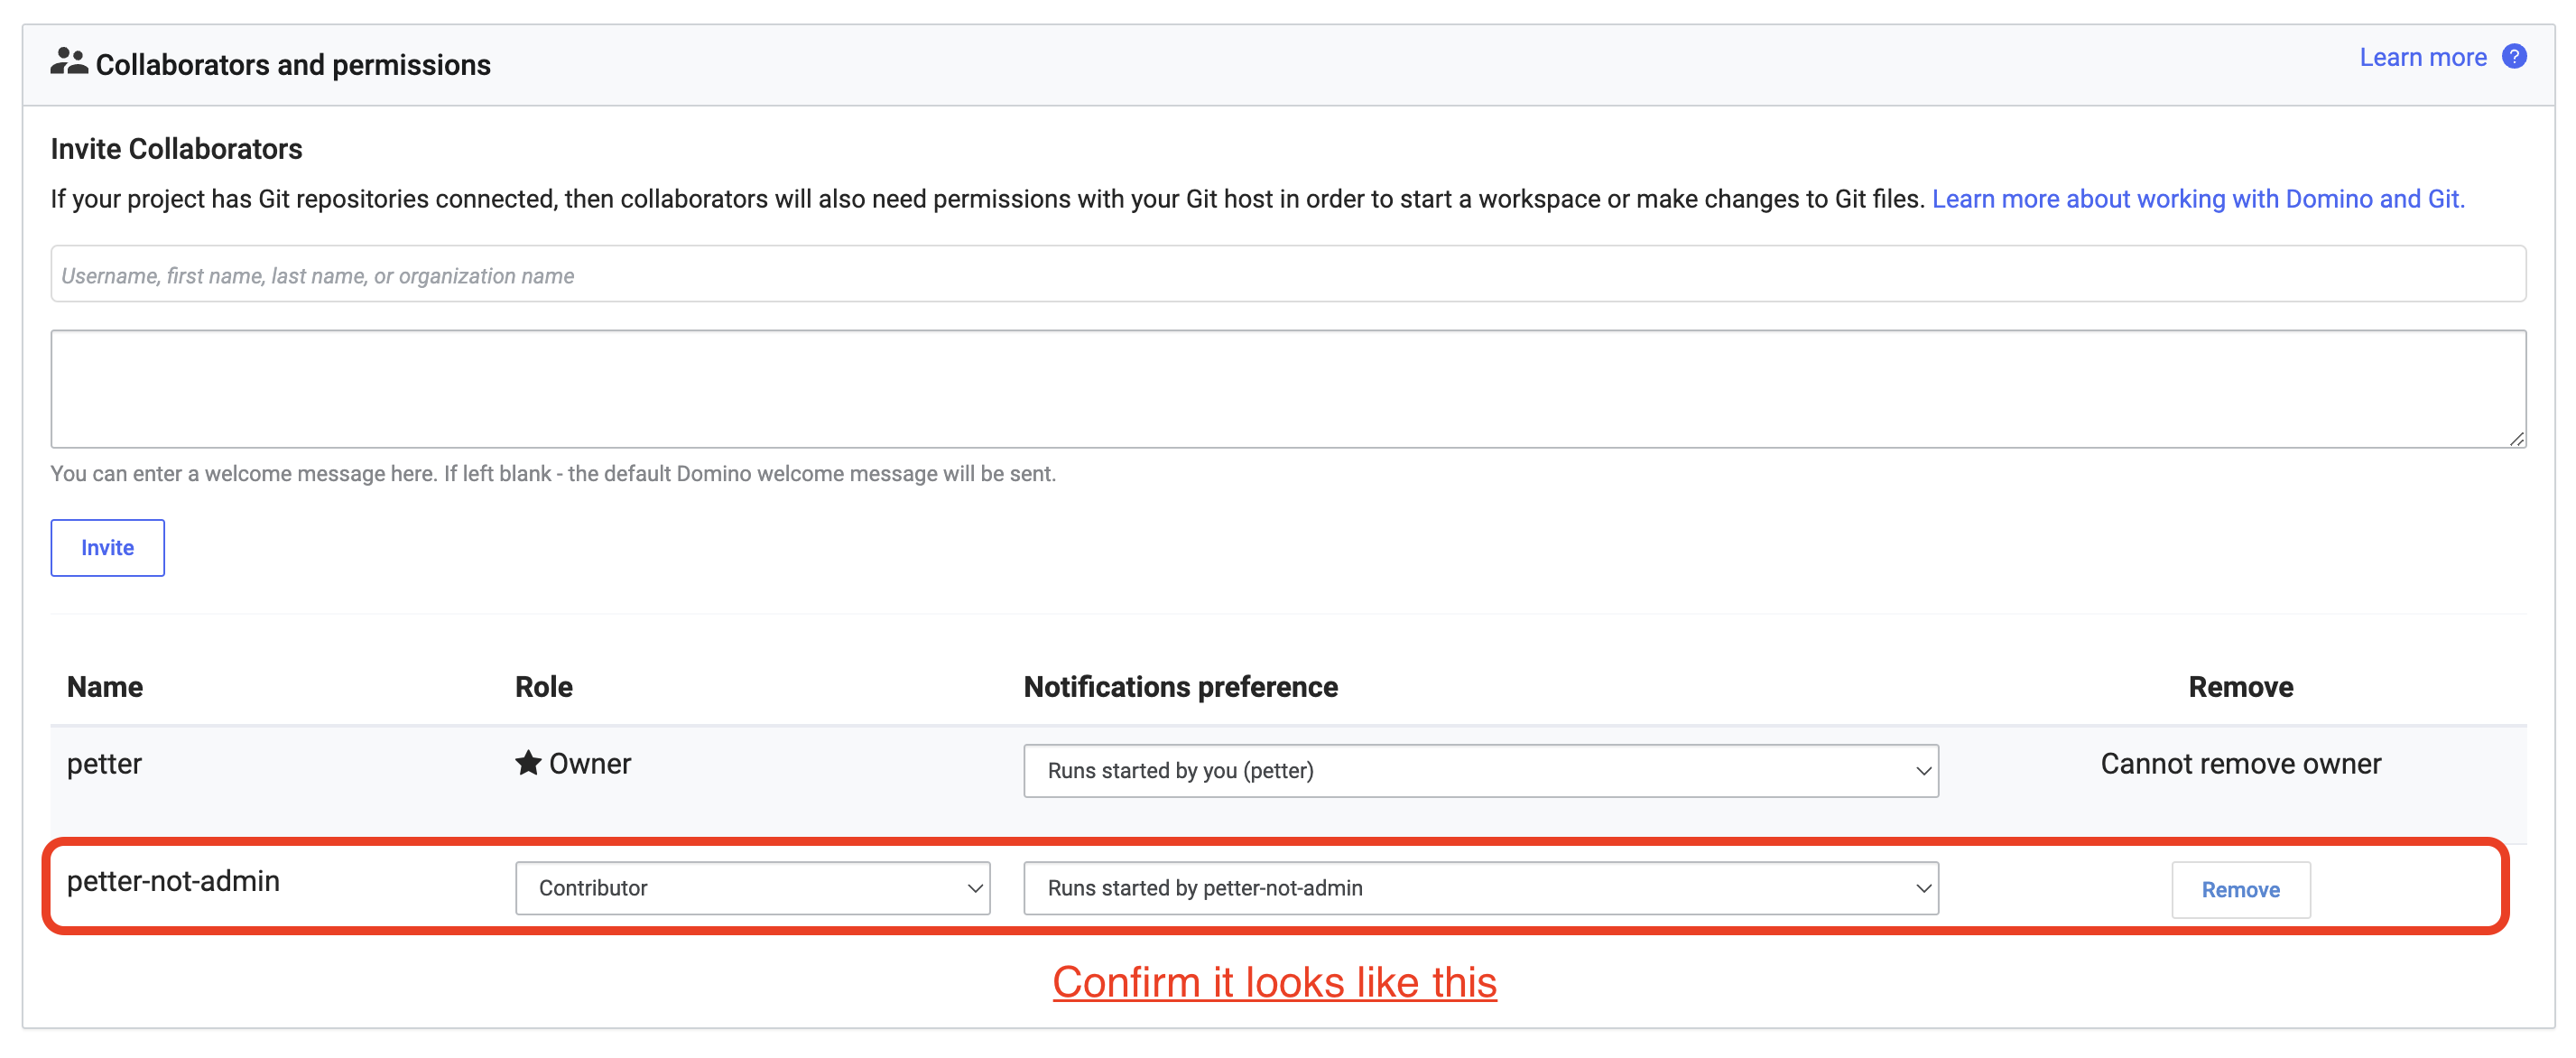 Collaborators and permissions
Learn more ?
Invite Collaborators
If your project has Git repositories connected, then collaborators will also need permissions with your Git host in order to start a workspace or make changes to Git files. Learn more about working with Domino and Git.
Username, first name, last name, or organization name
You can enter a welcome message here. If left blank - the default Domino welcome message will be sent.
Invite
Name Role Notifications preference Remove
petter Owner Runs started by you (petter) Cannot remove owner
petter-not-admin Contributor Runs started by petter-not-admin Remove
Confirm it looks like this